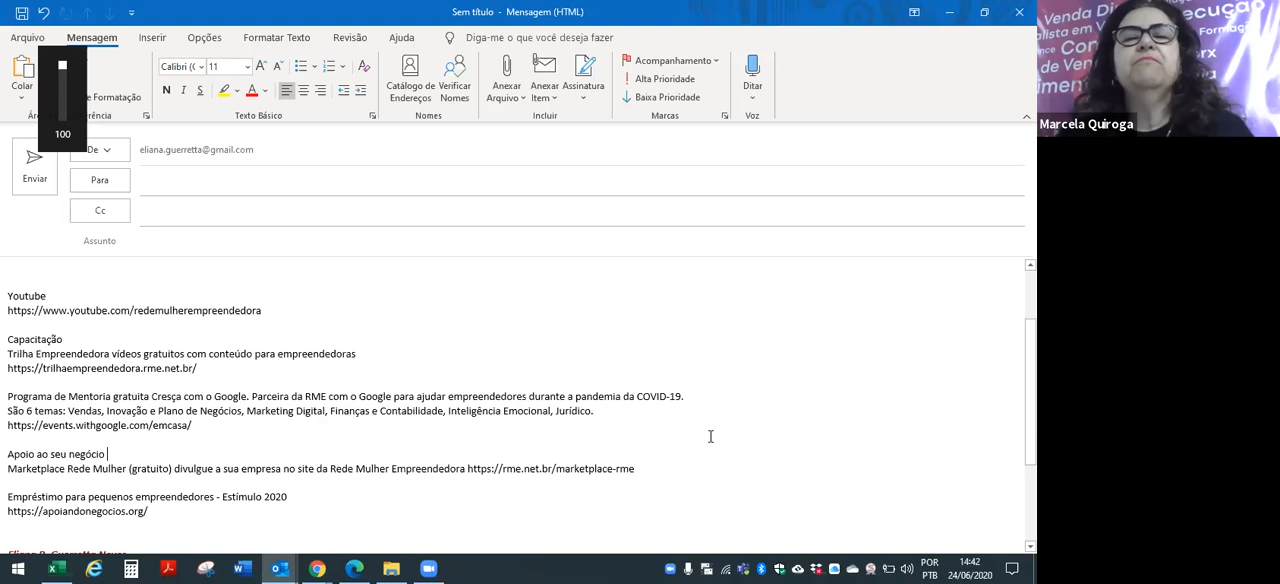 Sem título - Mensagem (HTML)
Arquivo Mensagem Inserir Opções Formatar Texto Revisão Ajuda Diga-me o que você deseja fazer
Colar
de Formatação
Calibri (C 11
N I S
Texto Básico
Catálogo de Endereços
Verificar Nomes
Nomes
Anexar Arquivo
Anexar Item
Assinatura
Incluir
Acompanhamento
Alta Prioridade
Baixa Prioridade
Marcas
Ditar
Voz
100
Enviar
De
eliana.guerretta@gmail.com
Para
Cc
Assunto
Youtube
https://www.youtube.com/redemulherempreendedora
Capacitação
Trilha Empreendedora vídeos gratuitos com conteúdo para empreendedoras
https://trilhaempreendedora.rme.net.br/
Programa de Mentoria gratuita Cresça com o Google. Parceira da RME com o Google para ajudar empreendedores durante a pandemia da COVID-19.
São 6 temas: Vendas, Inovação e Plano de Negócios, Marketing Digital, Finanças e Contabilidade, Inteligência Emocional, Jurídico.
https://events.withgoogle.com/emcasa/
Apoio ao seu negócio
Marketplace Rede Mulher (gratuito) divulgue a sua empresa no site da Rede Mulher Empreendedora https://rme.net.br/marketplace-rme
Empréstimo para pequenos empreendedores - Estímulo 2020
https://apoiandonegocios.org/
POR
PTB
14:42
24/06/2020
Venda Di
Marcela Quiroga